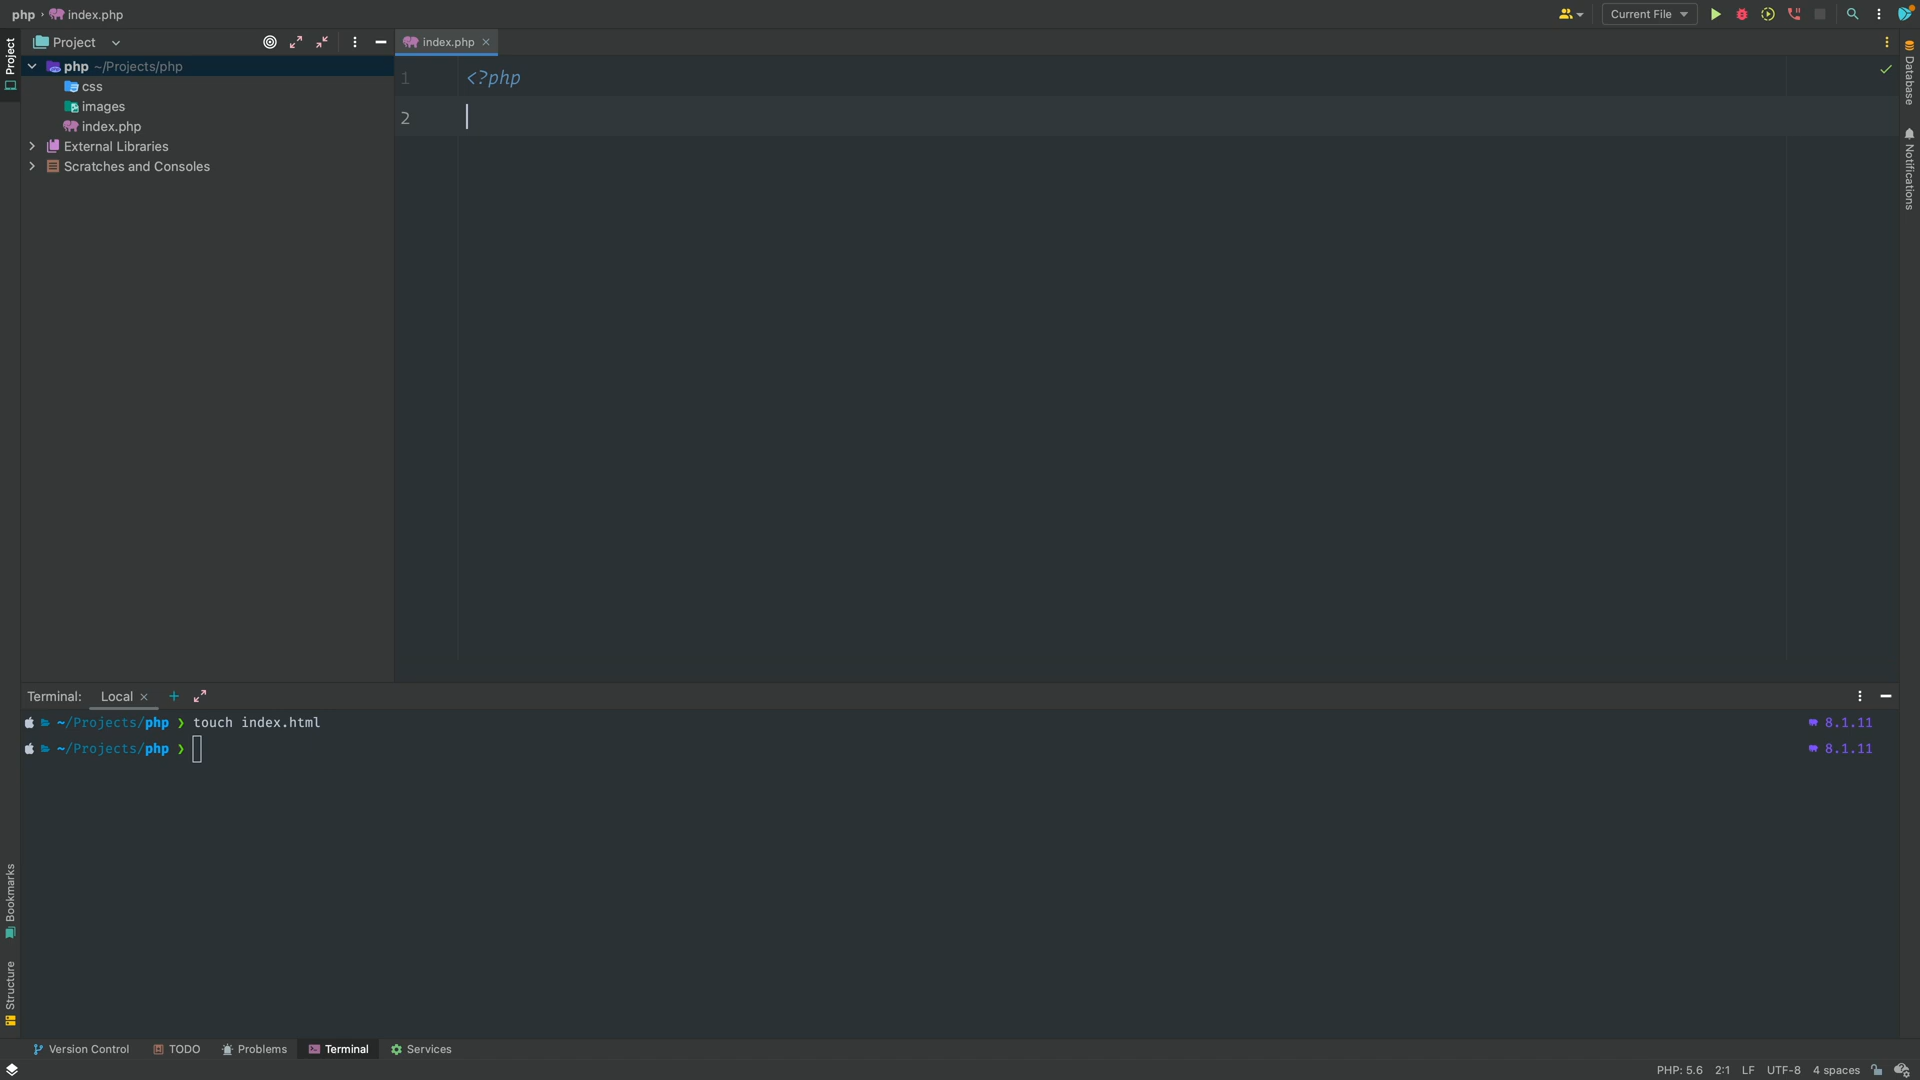 php › index.php
Current File
Project
Project
index.php
php ~/Projects/php
css
images
index.php
External Libraries
Scratches and Consoles
1 <?php
2
Database
Notifications
Terminal: Local
~/Projects/php ❯ touch index.html 8.1.11
~/Projects/php ❯ 8.1.11
Bookmarks
Structure
Version Control TODO Problems Terminal Services
PHP: 5.6 2:1 LF UTF-8 4 spaces